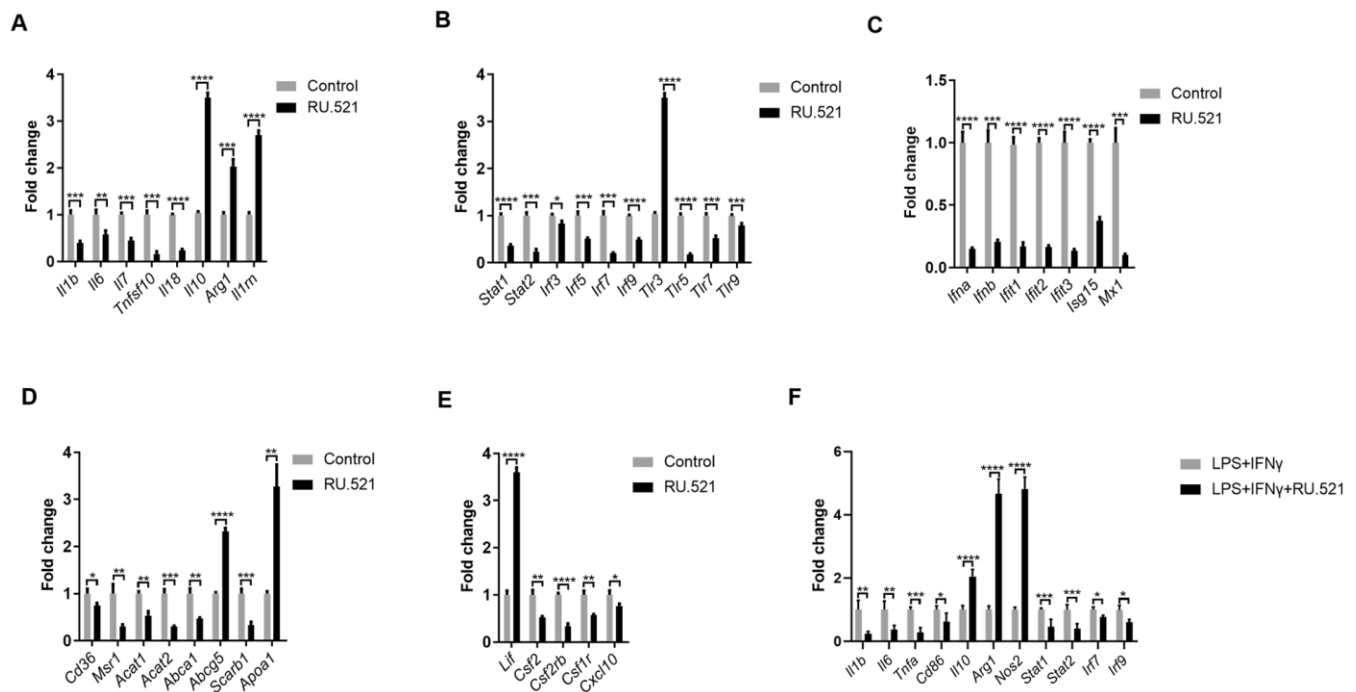 A
Fold change
4
3
2
1
0
*** ** *** *** **** **** *** ****
Control
RU.521
Il1b Il6 Il7 Tnfsf10 Il18 Il10 Arg1 Il1rn
B
Fold change
4
3
2
1
0
**** *** * *** *** **** **** **** *** ***
Control
RU.521
Stat1 Stat2 Irf3 Irf5 Irf7 Irf9 Tlr3 Tlr5 Tlr7 Tlr9
C
Fold change
1.5
1.0
0.5
0.0
**** *** **** **** **** **** ***
Control
RU.521
Ifna Ifnb Ifit1 Ifit2 Ifit3 Isg15 Mx1
D
Fold change
4
3
2
1
0
* ** ** *** ** **** *** **
Control
RU.521
Cd36 Msr1 Acat1 Acat2 Abca1 Abcg5 Scarb1 Apoa1
E
Fold change
4
3
2
1
0
**** ** **** ** *
Control
RU.521
Lif Csf2 Csf2rb Csf1r Cxcl10
F
Fold change
6
4
2
0
** ** *** * **** **** **** *** *** * *
LPS+IFNγ
LPS+IFNγ+RU.521
Il1b Il6 Tnfa Cd86 Il10 Arg1 Nos2 Stat1 Stat2 Irf7 Irf9